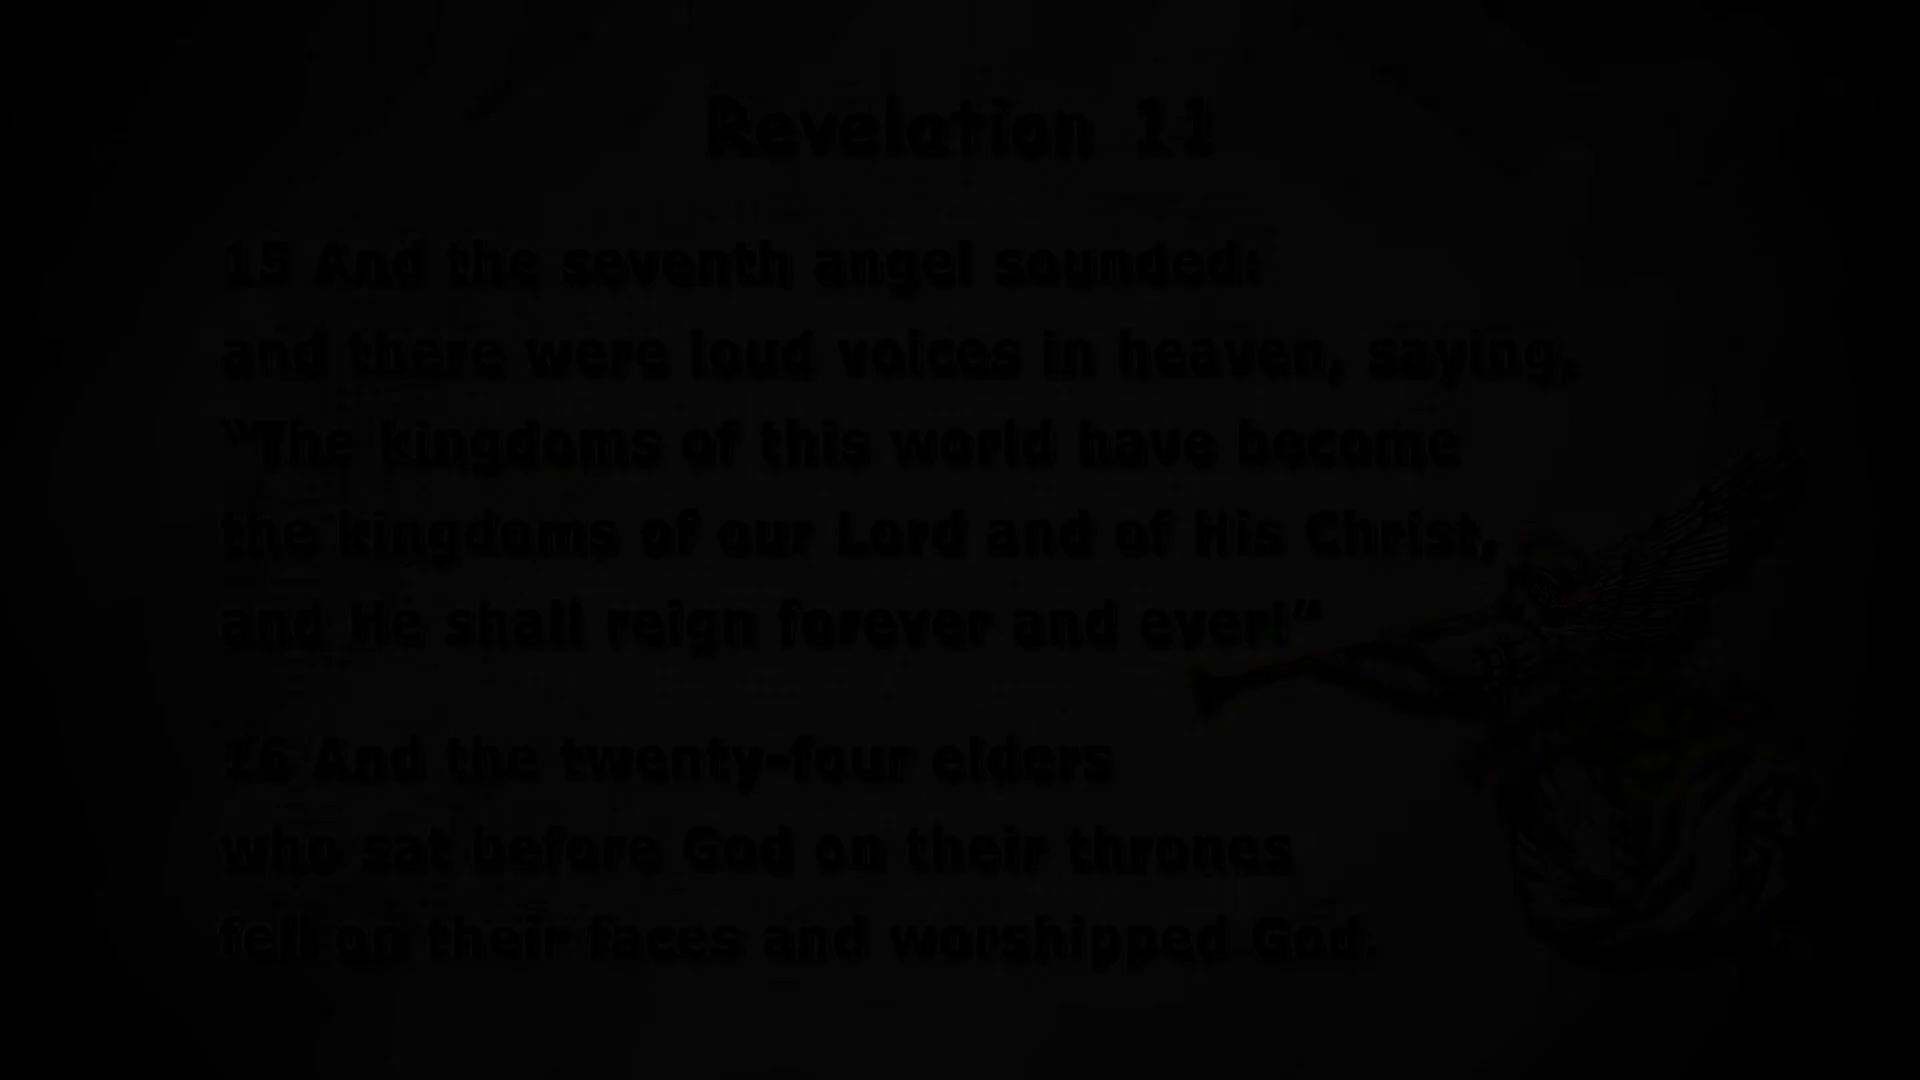 Revelation 11
15 And the seventh angel sounded:
and there were loud voices in heaven, saying,
“The kingdoms of this world have become
the kingdoms of our Lord and of His Christ,
and He shall reign forever and ever!“
16 And the twenty-four elders
who sat before God on their thrones
fell on their faces and worshipped God.